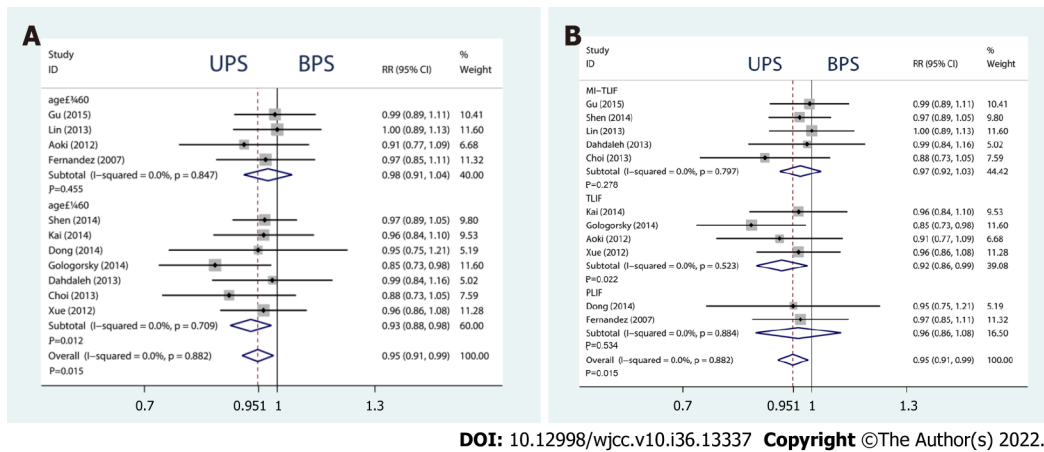 A
Study
ID
UPS BPS
RR (95% CI)
%
Weight
age£¾60
Gu (2015) 0.99 (0.89, 1.11) 10.41
Lin (2013) 1.00 (0.89, 1.13) 11.60
Aoki (2012) 0.91 (0.77, 1.09) 6.68
Fernandez (2007) 0.97 (0.85, 1.11) 11.32
Subtotal (I-squared = 0.0%, p = 0.847) 0.98 (0.91, 1.04) 40.00
P=0.455
age£¼60
Shen (2014) 0.97 (0.89, 1.05) 9.80
Kai (2014) 0.96 (0.84, 1.10) 9.53
Dong (2014) 0.95 (0.75, 1.21) 5.19
Gologorsky (2014) 0.85 (0.73, 0.98) 11.60
Dahdaleh (2013) 0.99 (0.84, 1.16) 5.02
Choi (2013) 0.88 (0.73, 1.05) 7.59
Xue (2012) 0.96 (0.86, 1.08) 11.28
Subtotal (I-squared = 0.0%, p = 0.709) 0.93 (0.88, 0.98) 60.00
P=0.012
Overall (I-squared = 0.0%, p = 0.882) 0.95 (0.91, 0.99) 100.00
P=0.015
0.7 0.951 1 1.3
B
Study
ID
UPS BPS
RR (95% CI)
%
Weight
MI-TLIF
Gu (2015) 0.99 (0.89, 1.11) 10.41
Shen (2014) 0.97 (0.89, 1.05) 9.80
Lin (2013) 1.00 (0.89, 1.13) 11.60
Dahdaleh (2013) 0.99 (0.84, 1.16) 5.02
Choi (2013) 0.88 (0.73, 1.05) 7.59
Subtotal (I-squared = 0.0%, p = 0.797) 0.97 (0.92, 1.03) 44.42
P=0.278
TLIF
Kai (2014) 0.96 (0.84, 1.10) 9.53
Gologorsky (2014) 0.85 (0.73, 0.98) 11.60
Aoki (2012) 0.91 (0.77, 1.09) 6.68
Xue (2012) 0.96 (0.86, 1.08) 11.28
Subtotal (I-squared = 0.0%, p = 0.523) 0.92 (0.86, 0.99) 39.08
P=0.022
PLIF
Dong (2014) 0.95 (0.75, 1.21) 5.19
Fernandez (2007) 0.97 (0.85, 1.11) 11.32
Subtotal (I-squared = 0.0%, p = 0.884) 0.96 (0.86, 1.08) 16.50
P=0.534
Overall (I-squared = 0.0%, p = 0.882) 0.95 (0.91, 0.99) 100.00
P=0.015
0.7 0.951 1 1.3
DOI: 10.12998/wjcc.v10.i36.13337 Copyright ©The Author(s) 2022.